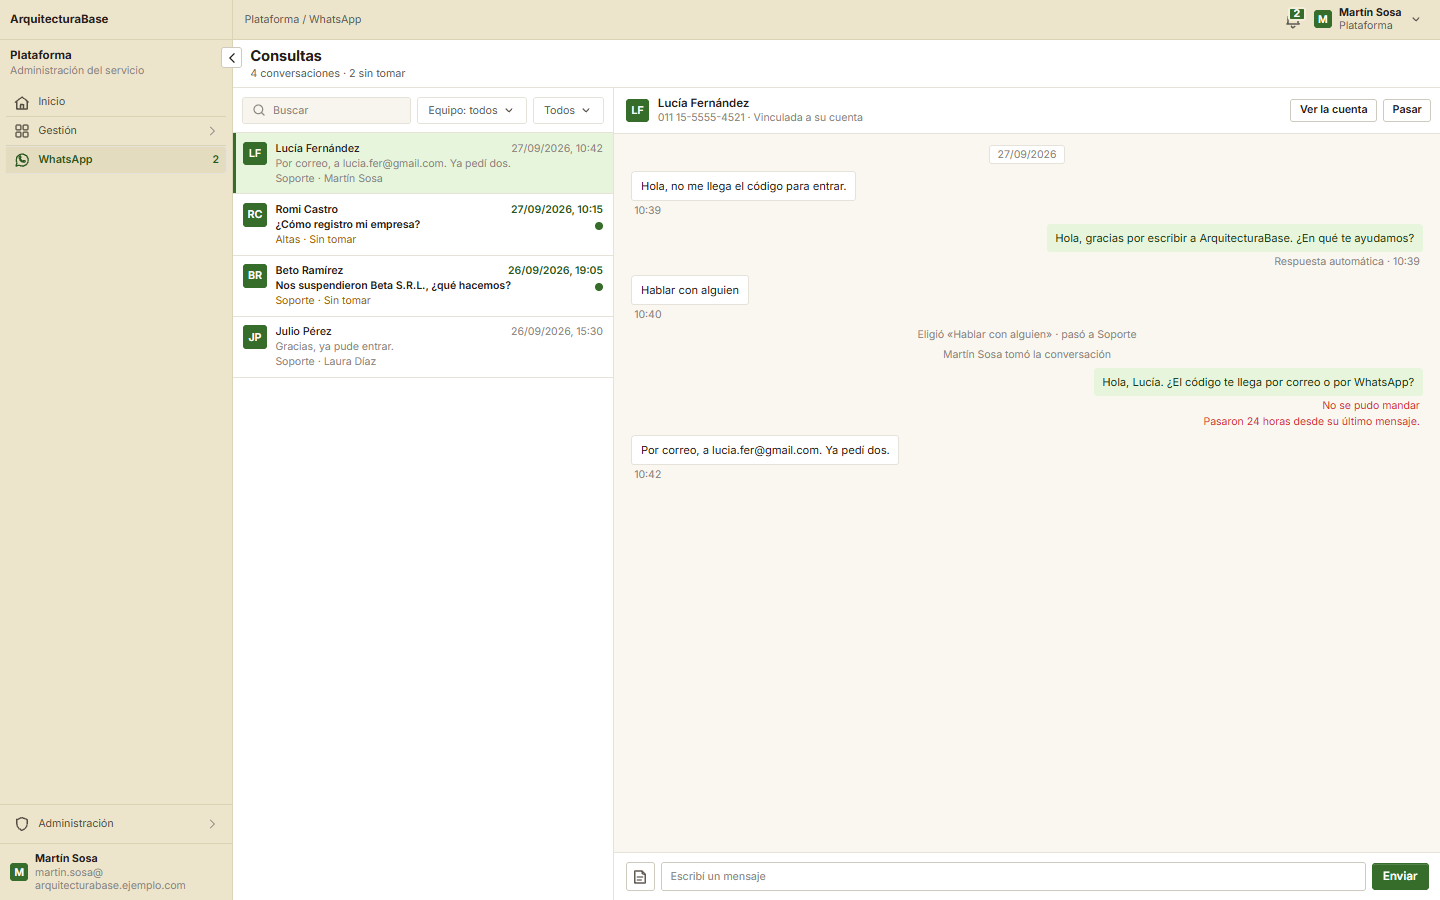 ArquitecturaBase
Plataforma / WhatsApp
2
M
Martín Sosa
Plataforma
Plataforma
Administración del servicio
Inicio
Gestión
WhatsApp
2
Administración
M
Martín Sosa
martin.sosa@
arquitecturabase.ejemplo.com
Consultas
4 conversaciones · 2 sin tomar
Buscar
Equipo: todos
Todos
LF
Lucía Fernández
27/09/2026, 10:42
Por correo, a lucia.fer@gmail.com. Ya pedí dos.
Soporte · Martín Sosa
RC
Romi Castro
27/09/2026, 10:15
¿Cómo registro mi empresa?
Altas · Sin tomar
BR
Beto Ramírez
26/09/2026, 19:05
Nos suspendieron Beta S.R.L., ¿qué hacemos?
Soporte · Sin tomar
JP
Julio Pérez
26/09/2026, 15:30
Gracias, ya pude entrar.
Soporte · Laura Díaz
LF
Lucía Fernández
011 15-5555-4521 · Vinculada a su cuenta
Ver la cuenta
Pasar
27/09/2026
Hola, no me llega el código para entrar.
10:39
Hola, gracias por escribir a ArquitecturaBase. ¿En qué te ayudamos?
Respuesta automática · 10:39
Hablar con alguien
10:40
Eligió «Hablar con alguien» · pasó a Soporte
Martín Sosa tomó la conversación
Hola, Lucía. ¿El código te llega por correo o por WhatsApp?
No se pudo mandar
Pasaron 24 horas desde su último mensaje.
Por correo, a lucia.fer@gmail.com. Ya pedí dos.
10:42
Escribí un mensaje
Enviar